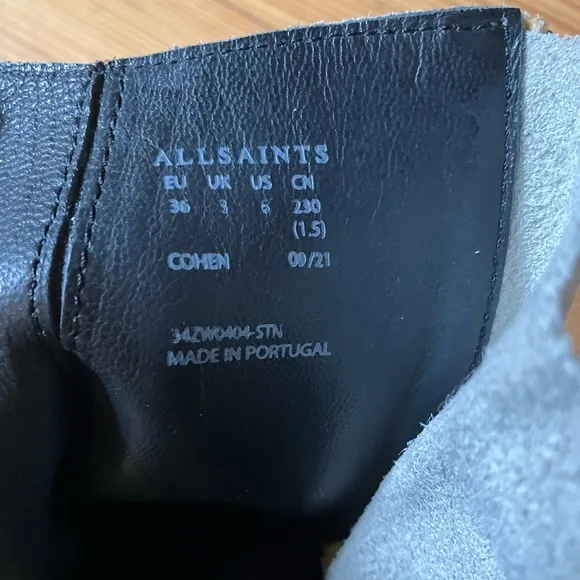 ALLSAINTS
EU UK US CN
36 3 6 230
(1.5)
COHEN 09/21
34ZW0404-STN
MADE IN PORTUGAL